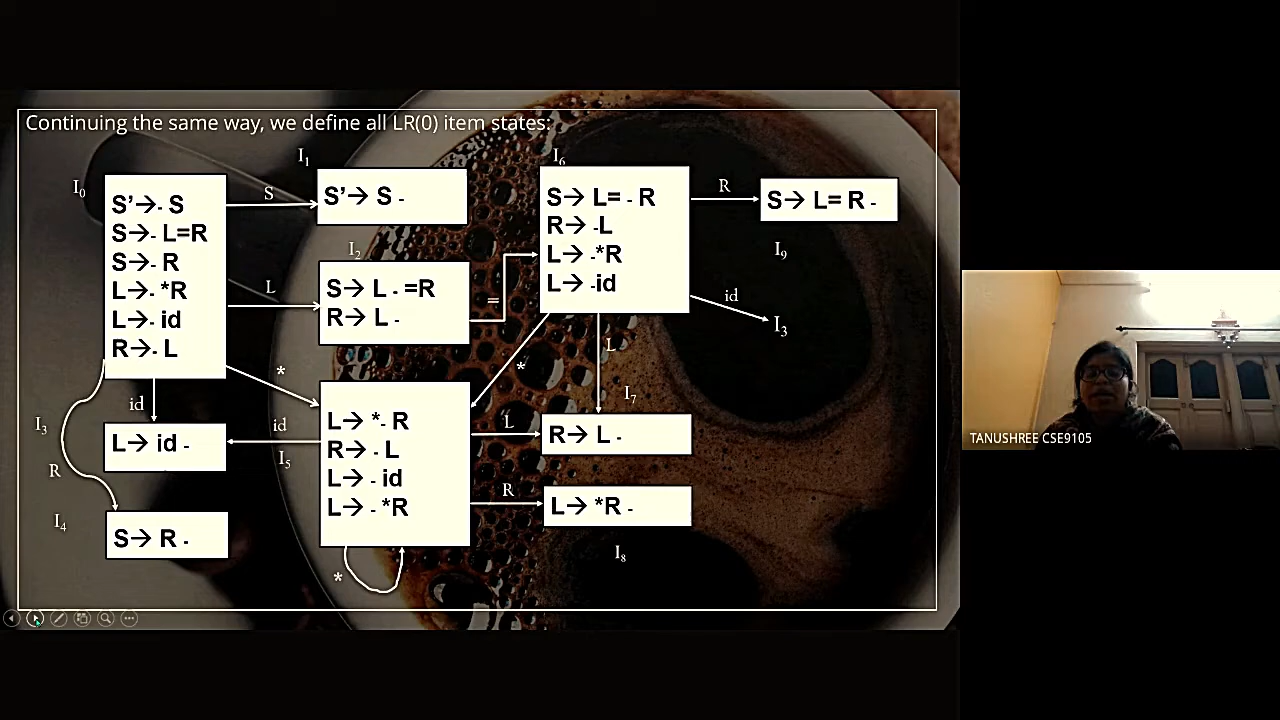 Continuing the same way, we define all LR(0) item states:
I0
S’→- S
S→- L=R
S→- R
L→- *R
L→- id
R→- L
S
I1
S’→ S -
L
I2
S→ L - =R
R→ L -
=
I6
S→ L= - R
R→ -L
L→ -*R
L→ -id
R
S→ L= R -
I9
id
I3
*
*
L
I7
id
I3
L→ id -
R
I4
S→ R -
id
I5
L→ *- R
R→ - L
L→ - id
L→ - *R
*
L
R→ L -
R
L→ *R -
I8
TANUSHREE CSE9105